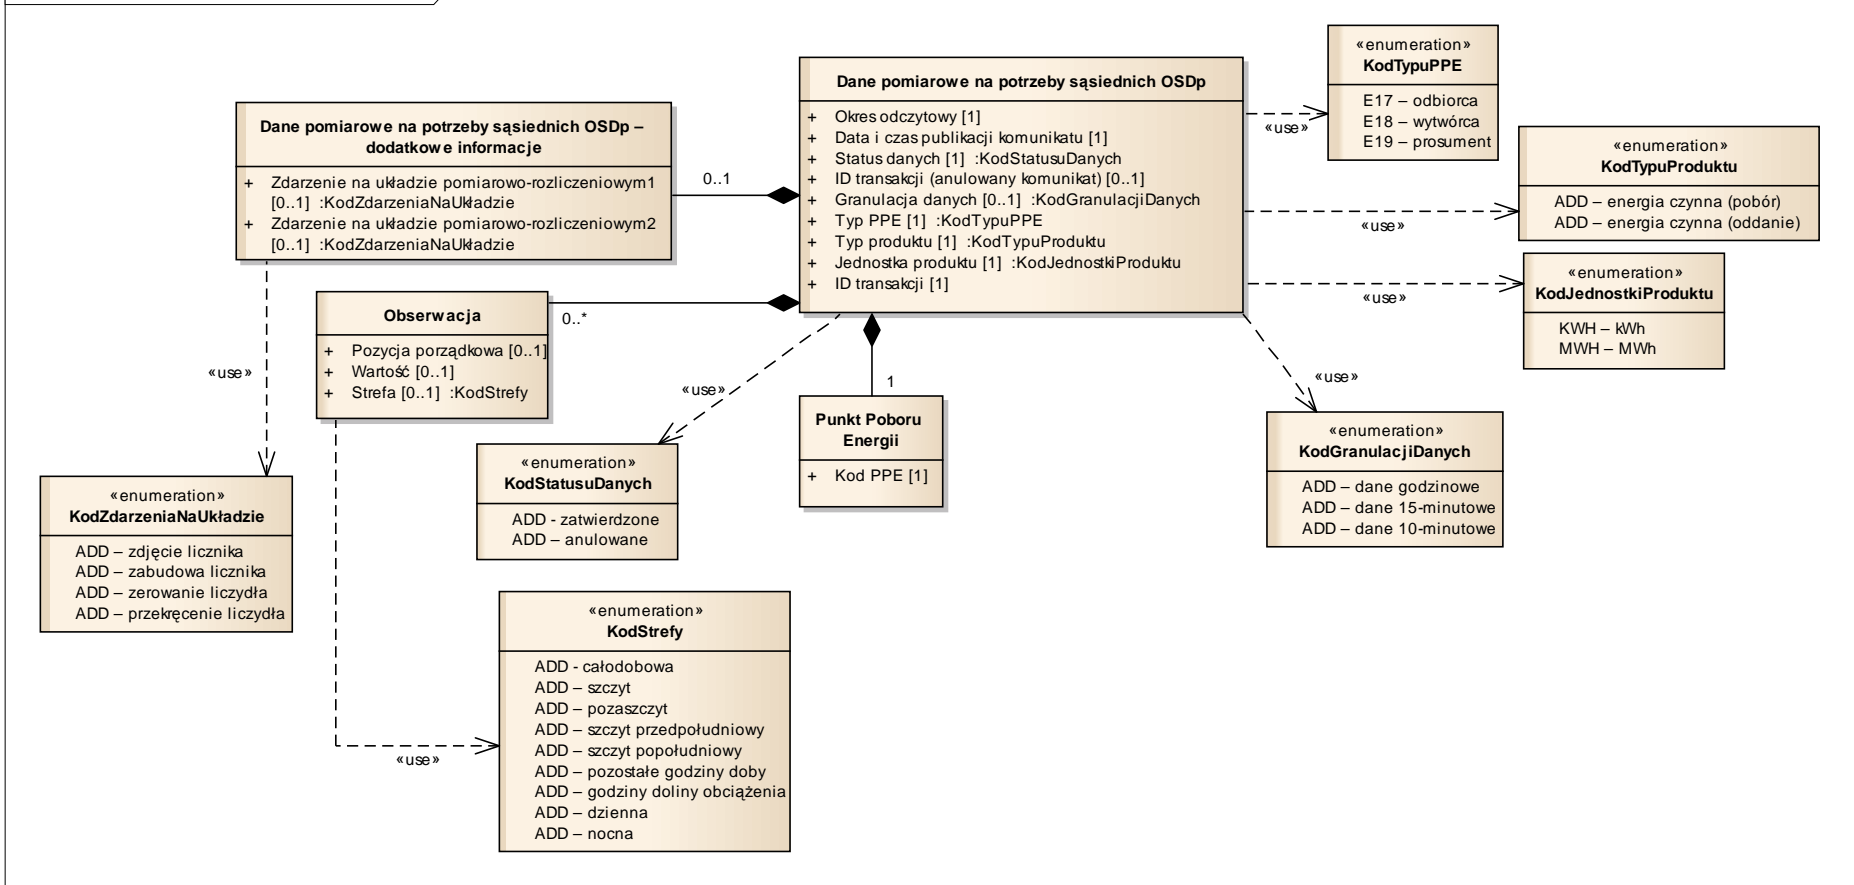 Dane pomiarowe na potrzeby sąsiednich OSDp –
dodatkowe informacje
+ Zdarzenie na układzie pomiarowo-rozliczeniowym1
[0..1] :KodZdarzeniaNaUkładzie
+ Zdarzenie na układzie pomiarowo-rozliczeniowym2
[0..1] :KodZdarzeniaNaUkładzie
0..1
Dane pomiarowe na potrzeby sąsiednich OSDp
+ Okres odczytowy [1]
+ Data i czas publikacji komunikatu [1]
+ Status danych [1] :KodStatusuDanych
+ ID transakcji (anulowany komunikat) [0..1]
+ Granulacja danych [0..1] :KodGranulacjiDanych
+ Typ PPE [1] :KodTypuPPE
+ Typ produktu [1] :KodTypuProduktu
+ Jednostka produktu [1] :KodJednostkiProduktu
+ ID transakcji [1]
«use»
«enumeration»
KodTypuPPE
E17 – odbiorca
E18 – wytwórca
E19 – prosument
«use»
«enumeration»
KodTypuProduktu
ADD – energia czynna (pobór)
ADD – energia czynna (oddanie)
«use»
«enumeration»
KodJednostkiProduktu
KWH – kWh
MWH – MWh
Obserwacja
+ Pozycja porządkowa [0..1]
+ Wartość [0..1]
+ Strefa [0..1] :KodStrefy
0..*
«use»
«use»
1
«use»
Punkt Poboru
Energii
+ Kod PPE [1]
«enumeration»
KodGranulacjiDanych
ADD – dane godzinowe
ADD – dane 15-minutowe
ADD – dane 10-minutowe
«enumeration»
KodStatusuDanych
ADD - zatwierdzone
ADD – anulowane
«enumeration»
KodZdarzeniaNaUkładzie
ADD – zdjęcie licznika
ADD – zabudowa licznika
ADD – zerowanie liczydła
ADD – przekręcenie liczydła
«use»
«enumeration»
KodStrefy
ADD - całodobowa
ADD – szczyt
ADD – pozaszczyt
ADD – szczyt przedpołudniowy
ADD – szczyt popołudniowy
ADD – pozostałe godziny doby
ADD – godziny doliny obciążenia
ADD – dzienna
ADD – nocna